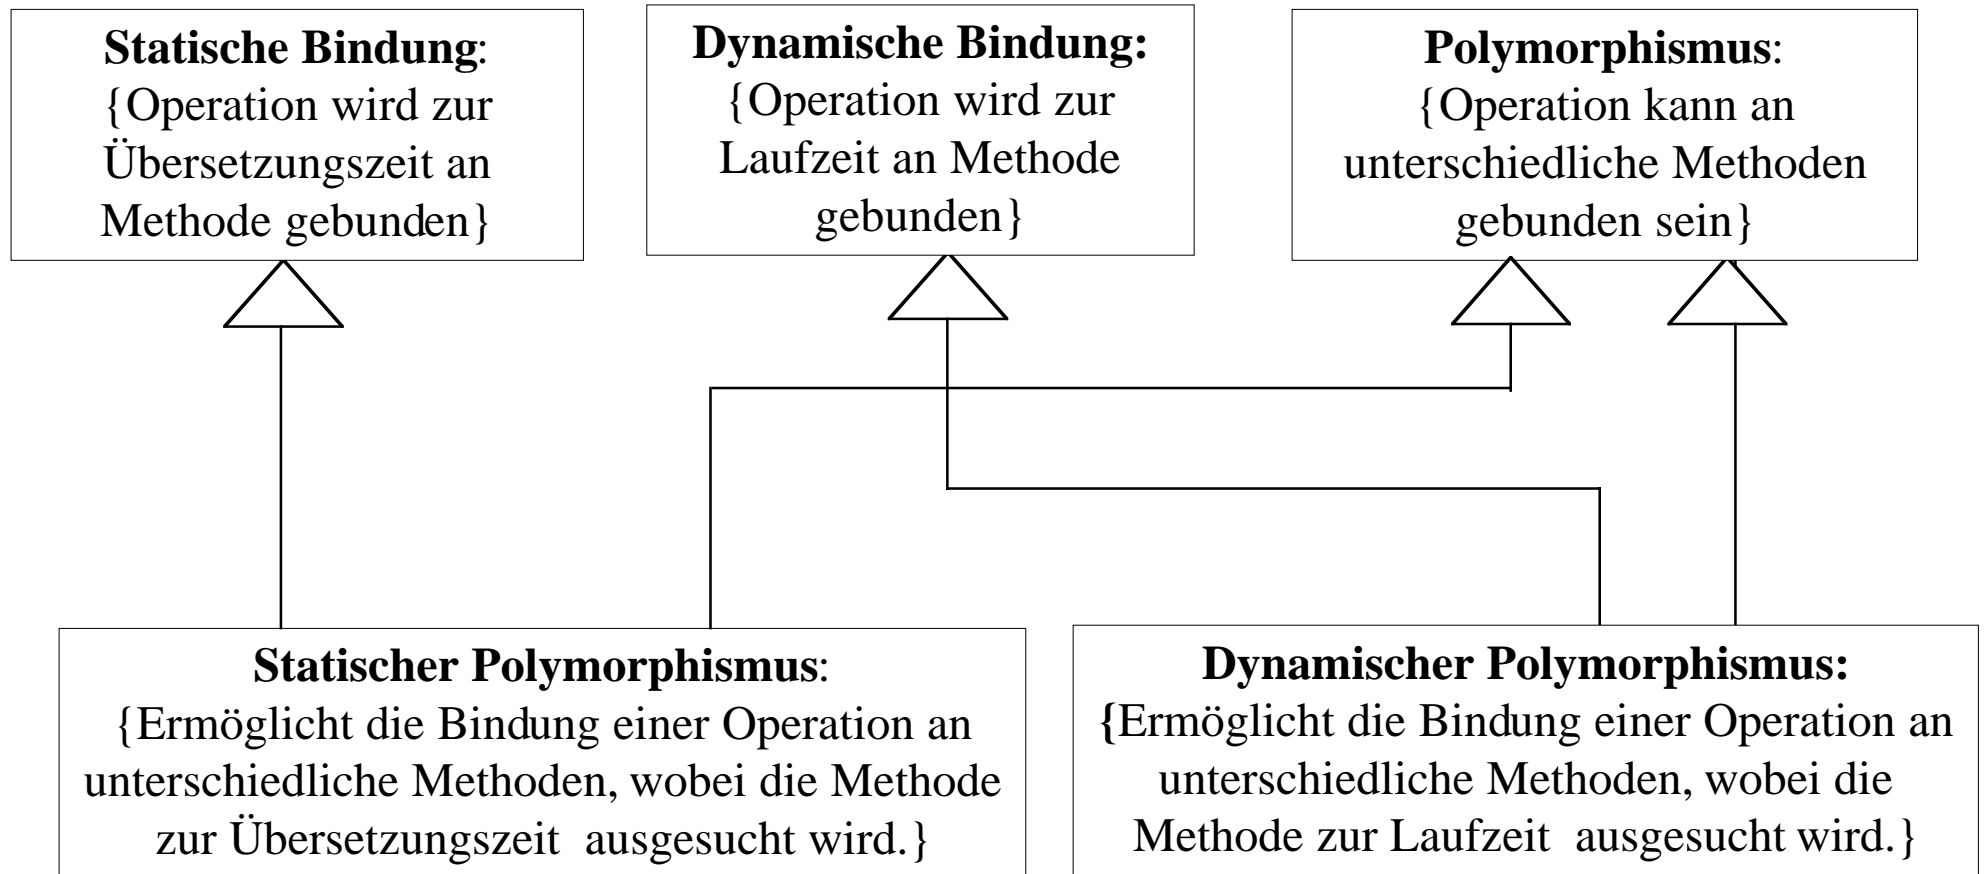 Statische Bindung:
{Operation wird zur
Übersetzungszeit an
Methode gebunden}
Dynamische Bindung:
{Operation wird zur
Laufzeit an Methode
gebunden}
Polymorphismus:
{Operation kann an
unterschiedliche Methoden
gebunden sein}
Statischer Polymorphismus:
{Ermöglicht die Bindung einer Operation an
unterschiedliche Methoden, wobei die Methode
zur Übersetzungszeit ausgesucht wird.}
Dynamischer Polymorphismus:
{Ermöglicht die Bindung einer Operation an
unterschiedliche Methoden, wobei die
Methode zur Laufzeit ausgesucht wird.}